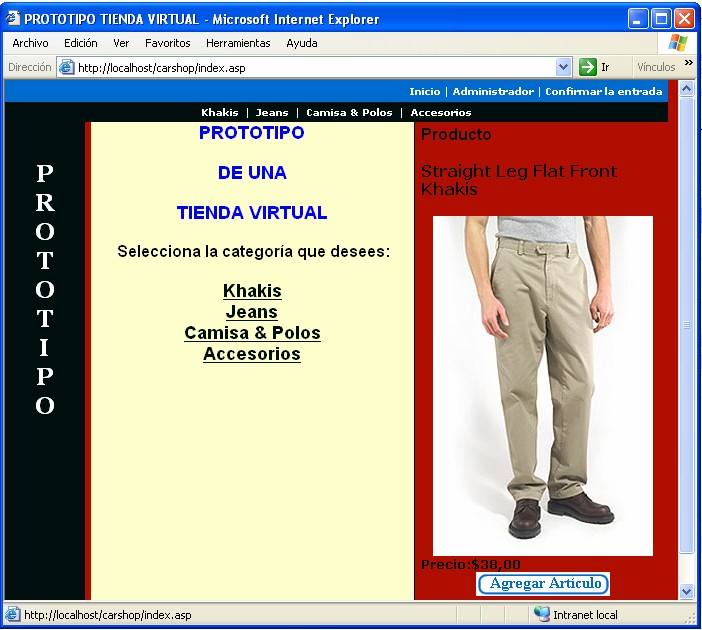 PROTOTIPO TIENDA VIRTUAL - Microsoft Internet Explorer
Archivo Edición Ver Favoritos Herramientas Ayuda
Dirección http://localhost/carshop/index.asp Ir Vínculos »
Inicio | Administrador | Confirmar la entrada
Khakis | Jeans | Camisa & Polos | Accesorios
P
R
O
T
O
T
I
P
O
PROTOTIPO
DE UNA
TIENDA VIRTUAL
Selecciona la categoría que desees:
Khakis
Jeans
Camisa & Polos
Accesorios
Producto
Straight Leg Flat Front
Khakis
Precio:$38,00
Agregar Artículo
http://localhost/carshop/index.asp Intranet local